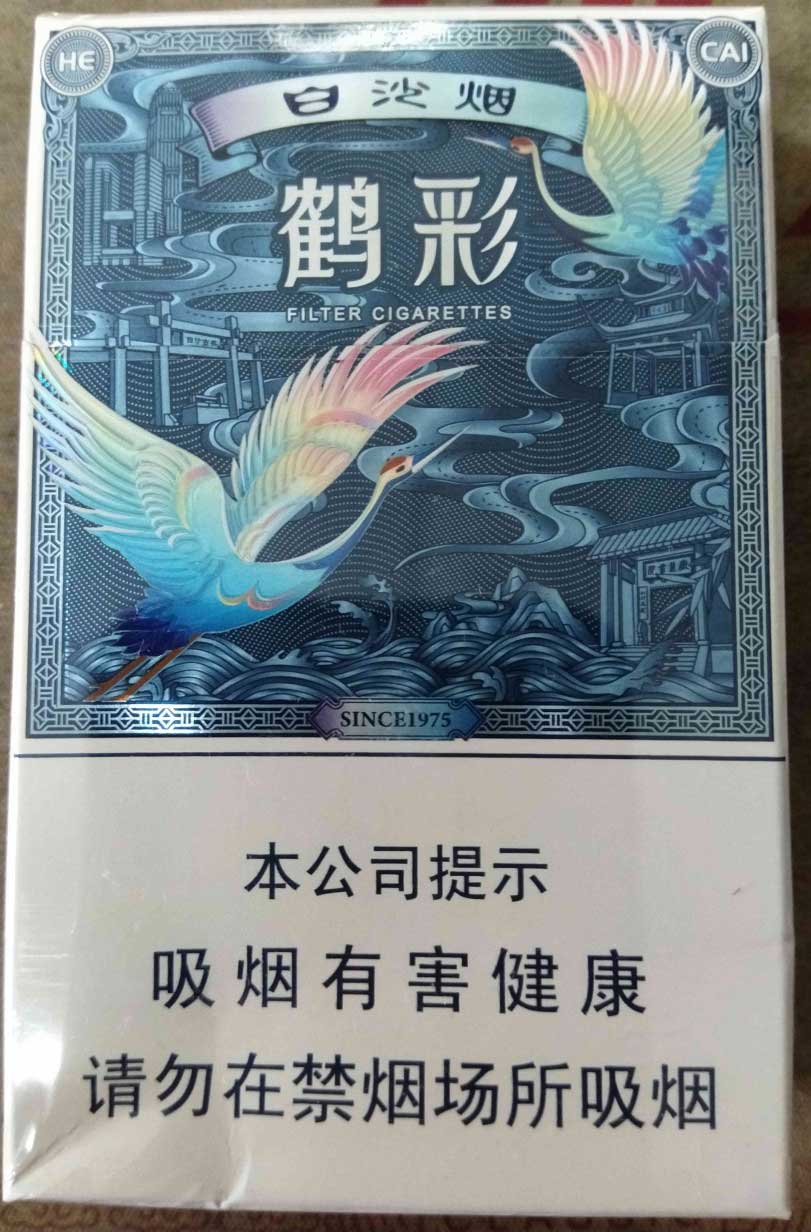 HE
CAI
白沙烟
鹤彩
FILTER CIGARETTES
SINCE1975
本公司提示
吸烟有害健康
请勿在禁烟场所吸烟